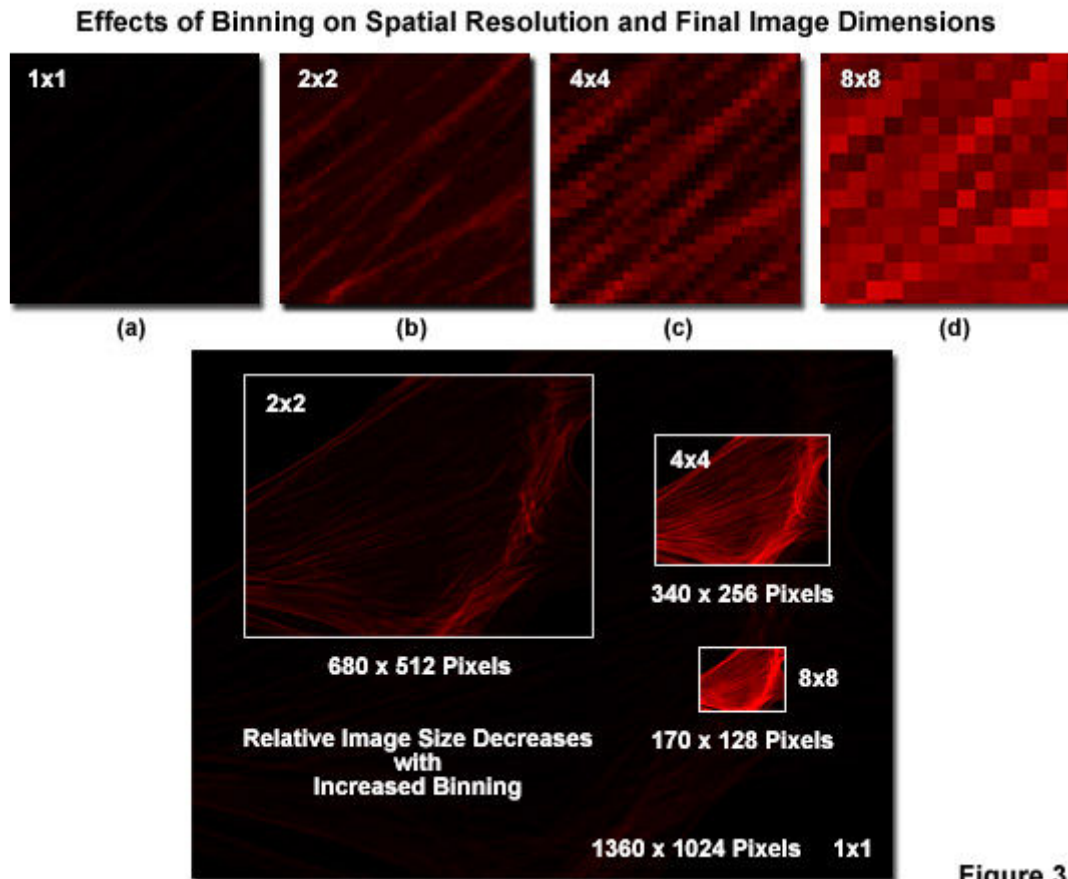 Effects of Binning on Spatial Resolution and Final Image Dimensions
1x1
2x2
4x4
8x8
(a)
(b)
(c)
(d)
2x2
680 x 512 Pixels
4x4
340 x 256 Pixels
8x8
170 x 128 Pixels
Relative Image Size Decreases
with
Increased Binning
1360 x 1024 Pixels 1x1
Figure 3